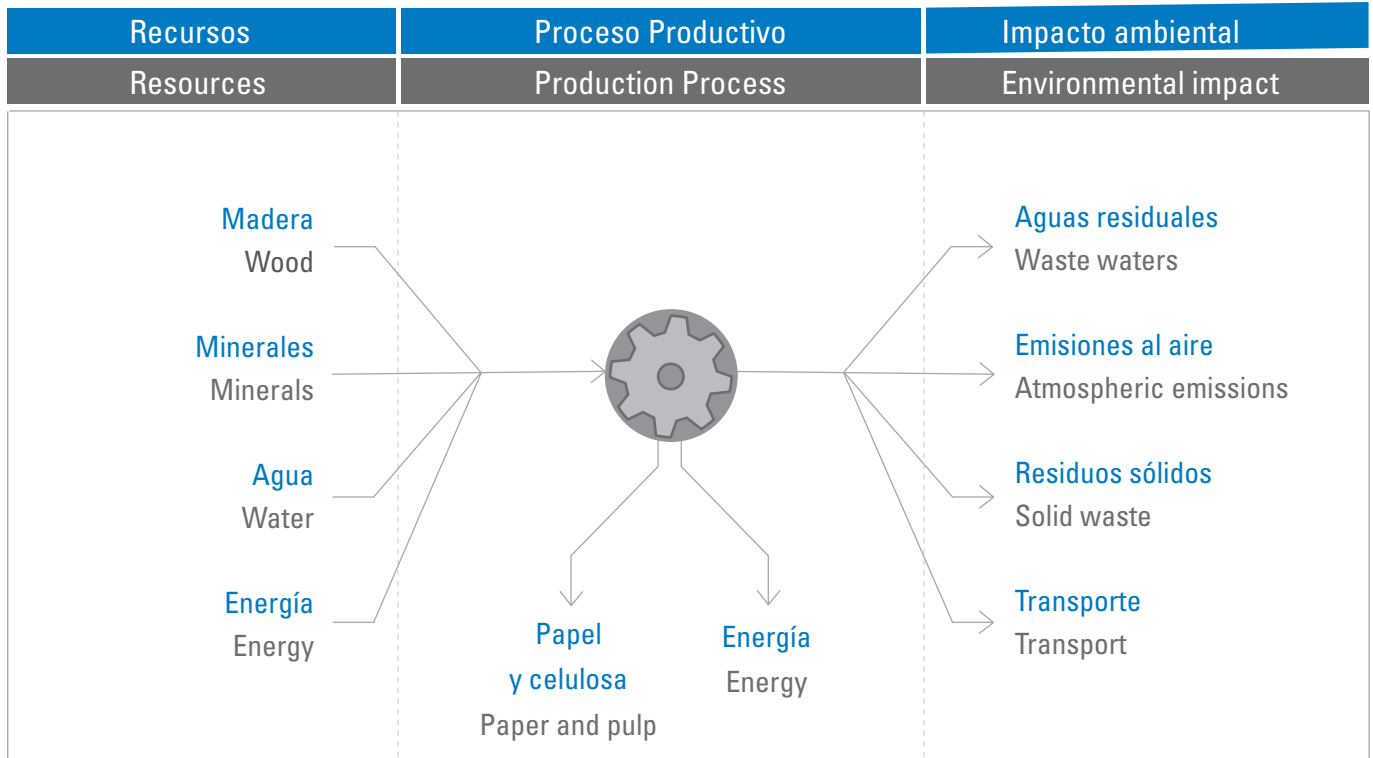 Recursos
Proceso Productivo
Impacto ambiental
Resources
Production Process
Environmental impact
Madera
Wood
Minerales
Minerals
Agua
Water
Energía
Energy
Papel
y celulosa
Paper and pulp
Energía
Energy
Aguas residuales
Waste waters
Emisiones al aire
Atmospheric emissions
Residuos sólidos
Solid waste
Transporte
Transport